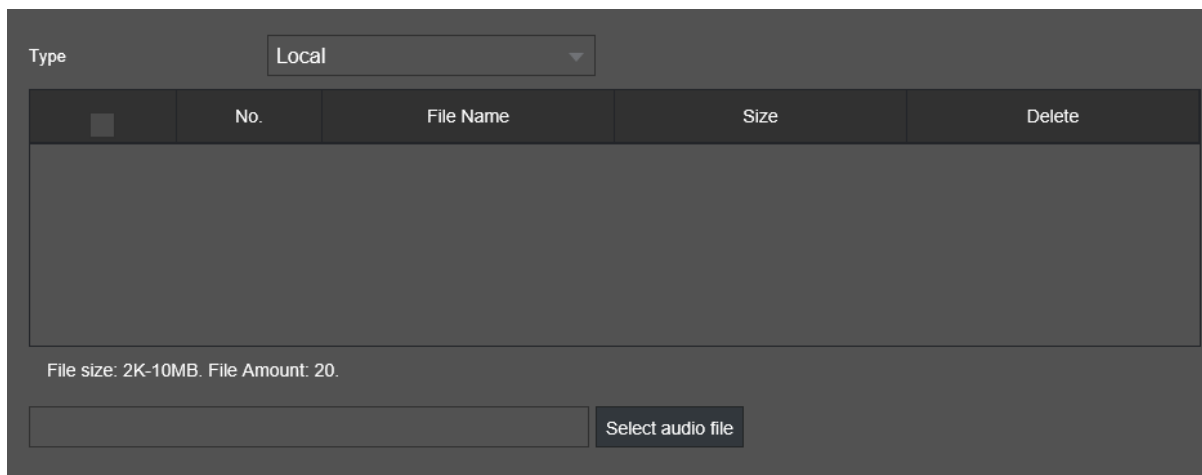 Type Local
No. File Name Size Delete
File size: 2K-10MB. File Amount: 20.
Select audio file